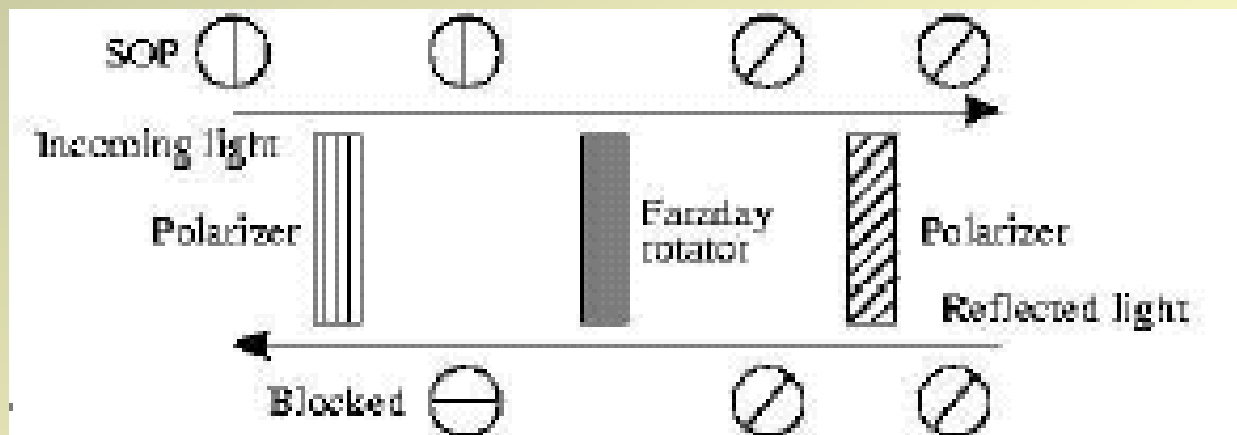 SOP
Incoming light
Polarizer
Faraday
rotator
Polarizer
Reflected light
Blocked